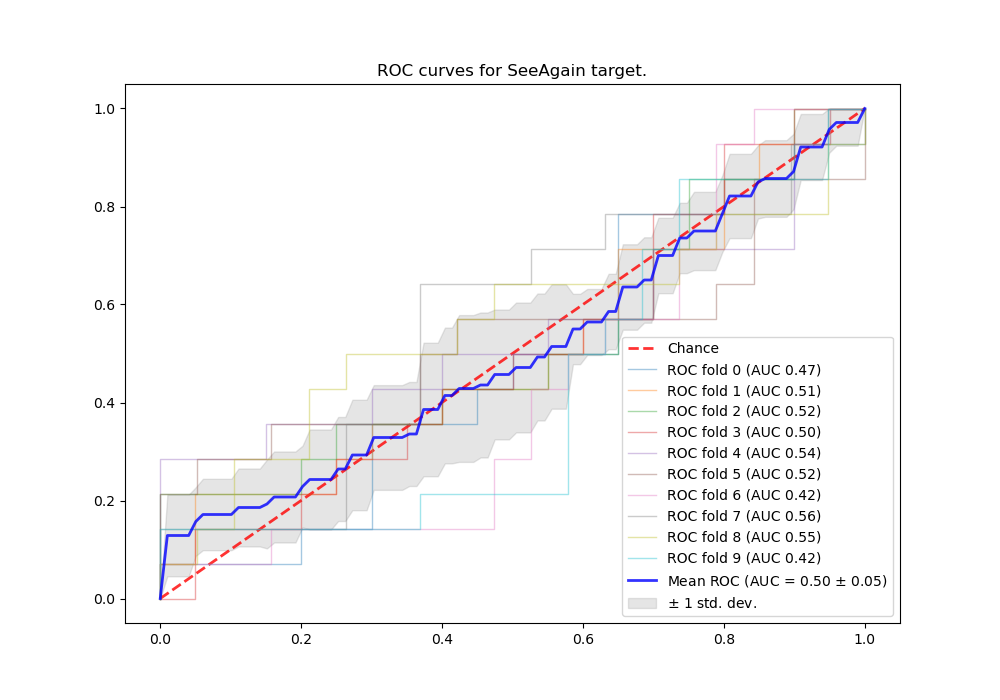 ROC curves for SeeAgain target.
1.0
0.8
0.6
0.4
0.2
0.0
0.0 0.2 0.4 0.6 0.8 1.0
Chance
ROC fold 0 (AUC 0.47)
ROC fold 1 (AUC 0.51)
ROC fold 2 (AUC 0.52)
ROC fold 3 (AUC 0.50)
ROC fold 4 (AUC 0.54)
ROC fold 5 (AUC 0.52)
ROC fold 6 (AUC 0.42)
ROC fold 7 (AUC 0.56)
ROC fold 8 (AUC 0.55)
ROC fold 9 (AUC 0.42)
Mean ROC (AUC = 0.50 ± 0.05)
± 1 std. dev.